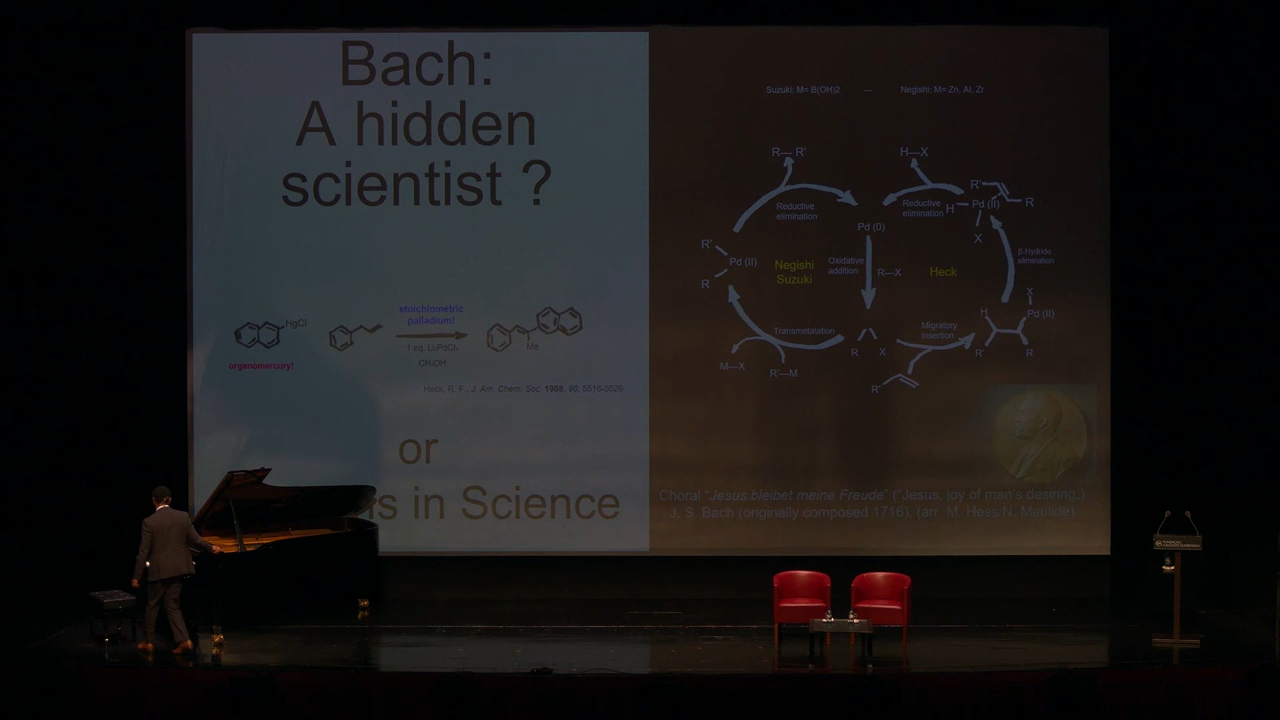 Bach:
A hidden
scientist ?
HgCl
organomercury!
stoichiometric
palladium!
1 eq. Li₂PdCl₄
CH₃OH
Me
Heck, R. F., J. Am. Chem. Soc. 1968, 90, 5518-5526
or
in Science
Suzuki: M= B(OH)2 — Negishi: M= Zn, Al, Zr
R—R'
H—X
Reductive
elimination
Pd (0)
Reductive
elimination
R'
H
Pd (II)
R
X
R'
Pd (II)
R
Negishi
Suzuki
Oxidative
addition
R—X
Heck
β-Hydride
elimination
Transmetalation
R
X
Migratory
insertion
H
X
Pd (II)
R'
R
M—X
R'—M
R'
Choral "Jesus bleibet meine Freude" ("Jesus, joy of man's desiring,)
J. S. Bach (originally composed 1716), (arr. M. Hess/N. Maulide)